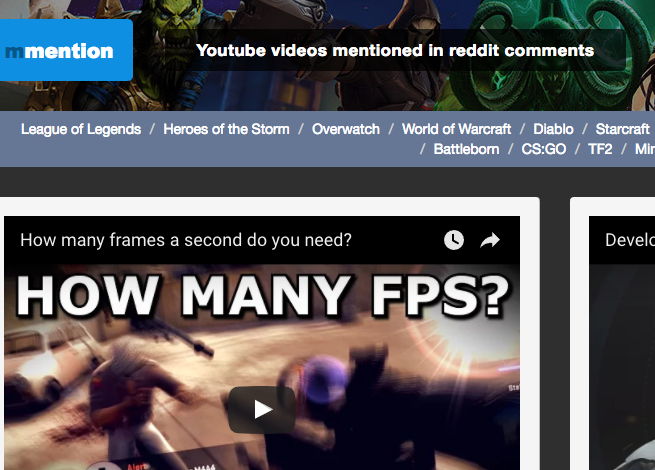 mmention
Youtube videos mentioned in reddit comments
League of Legends / Heroes of the Storm / Overwatch / World of Warcraft / Diablo / Starcraft
/ Battleborn / CS:GO / TF2 / Mi
How many frames a second do you need?
Develo
HOW MANY FPS?